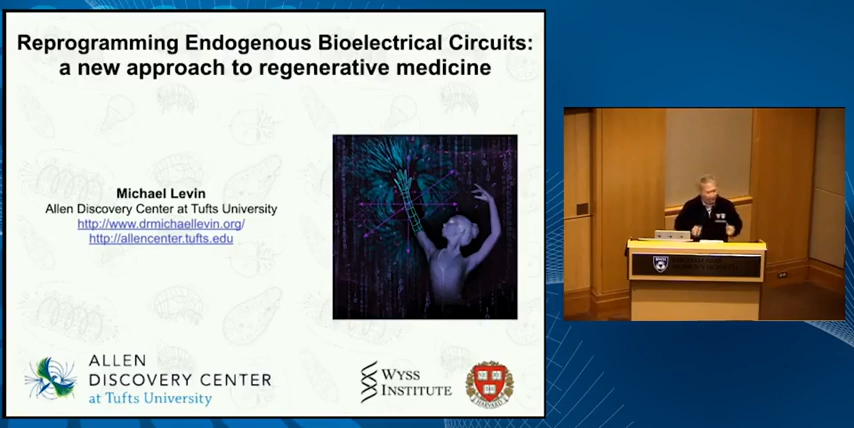 Reprogramming Endogenous Bioelectrical Circuits:
a new approach to regenerative medicine
Michael Levin
Allen Discovery Center at Tufts University
http://www.drmichaellevin.org/
http://allencenter.tufts.edu
ALLEN
DISCOVERY CENTER
at Tufts University
WYSS
INSTITUTE
HARVARD